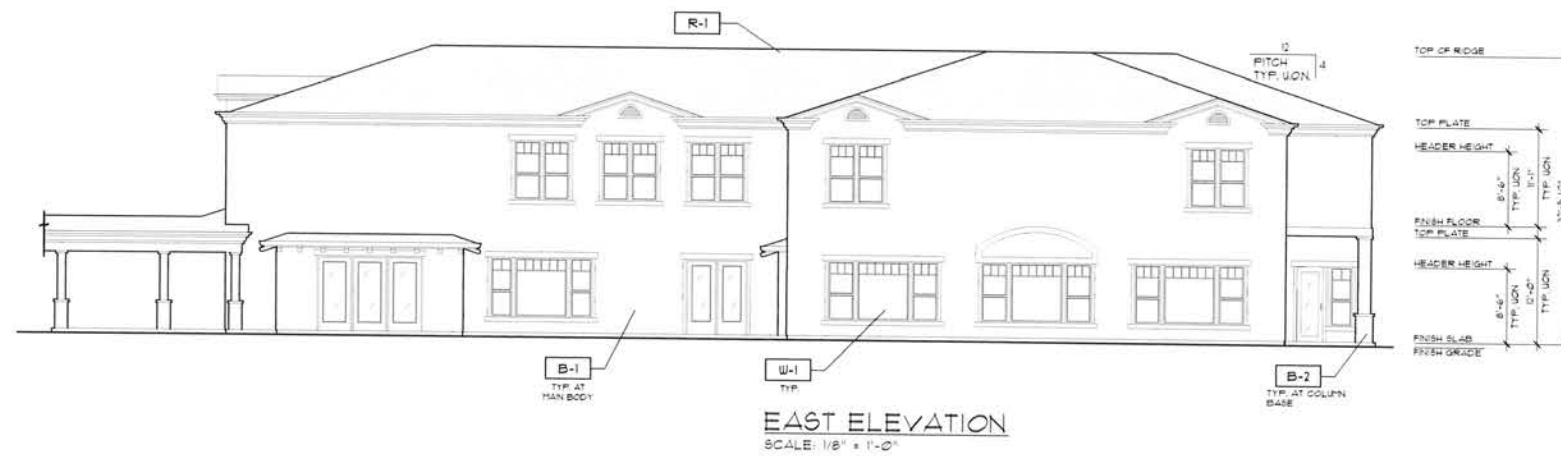 R-1
12
4
PITCH
TYP. U.O.N.
TOP OF RIDGE
TOP PLATE
HEADER HEIGHT
8'-6"
TYP. UON
11'-1"
TYP. UON
FINISH FLOOR
TOP PLATE
HEADER HEIGHT
8'-6"
TYP. UON
12'-0"
TYP. UON
FINISH SLAB
FINISH GRADE
B-1
TYP. AT
MAIN BODY
W-1
TYP.
B-2
TYP. AT COLUMN
BASE
EAST ELEVATION
SCALE: 1/8" = 1'-0"